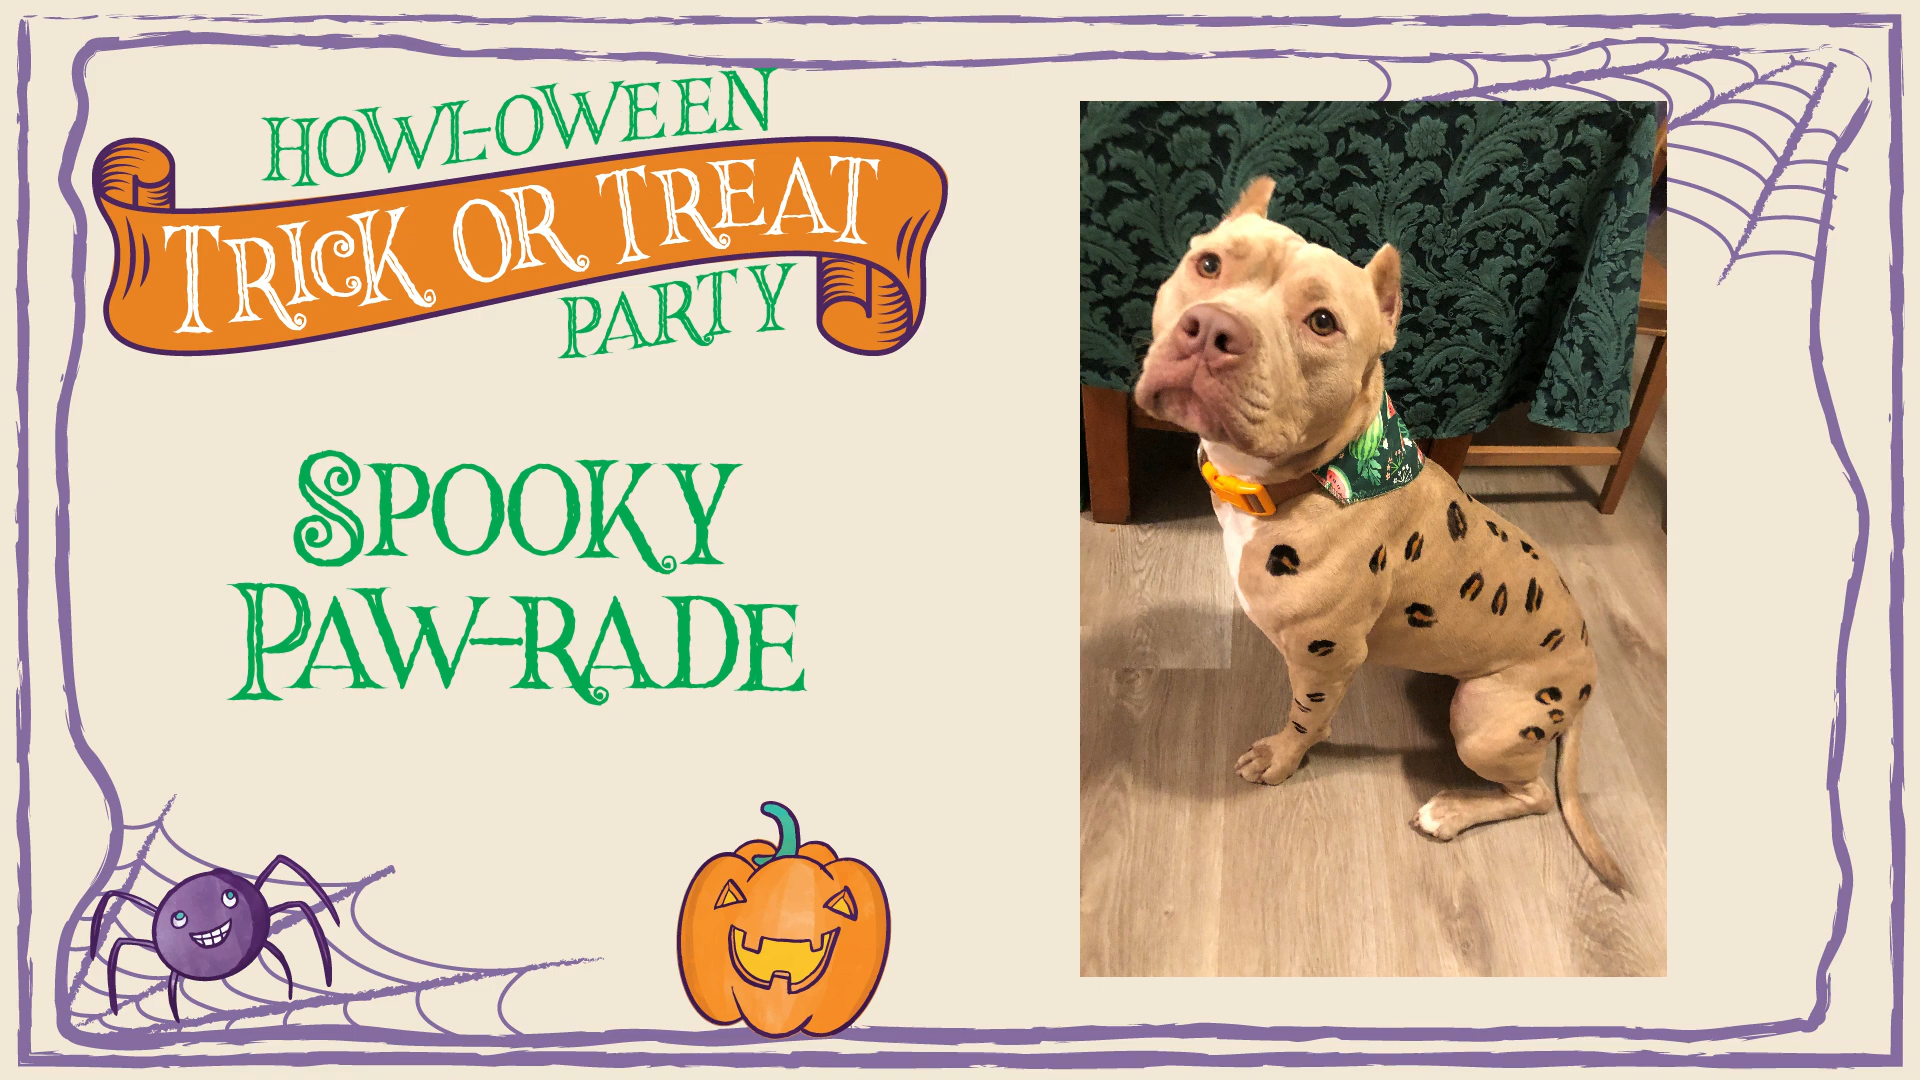 HOWL-OWEEN
TRICK OR TREAT
PARTY
SPOOKY
PAW-RADE